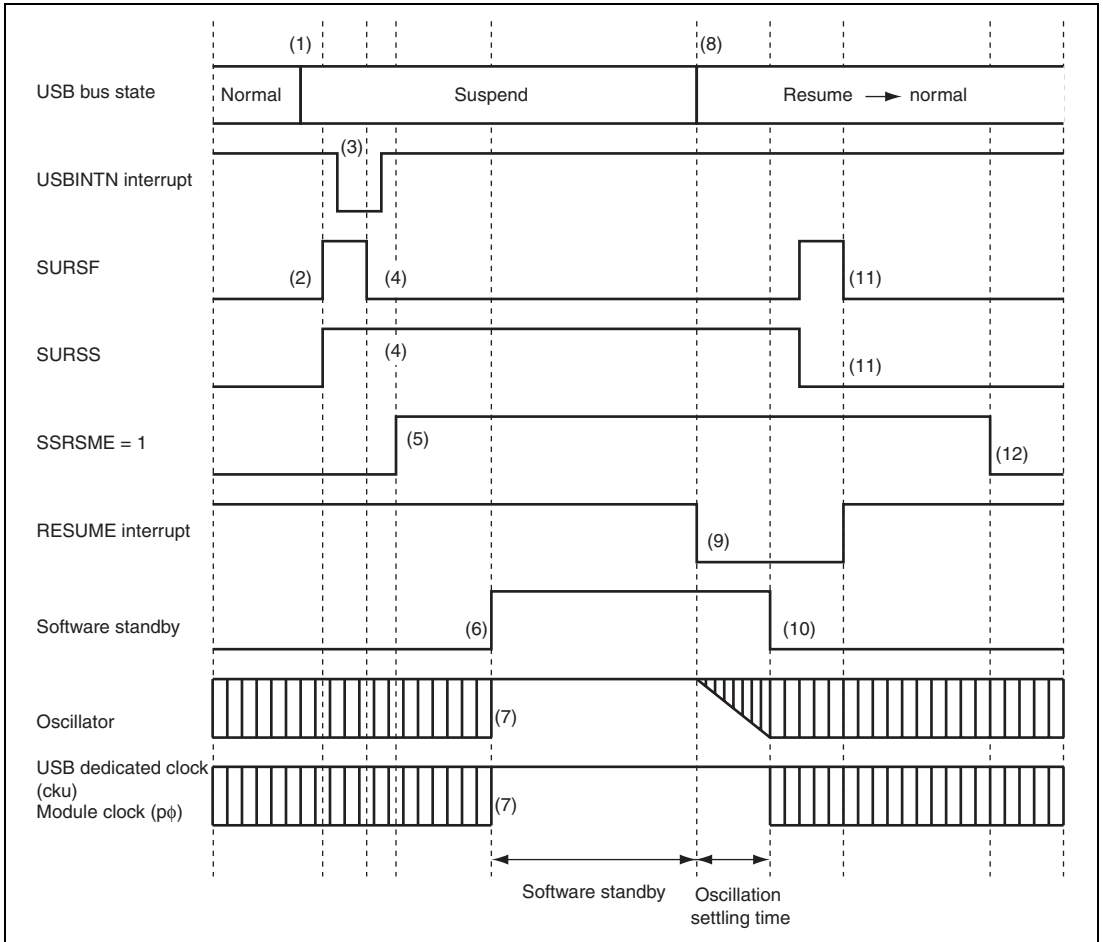 (1) (8)
USB bus state Normal Suspend Resume → normal
(3)
USBINTN interrupt
SURSF (2) (4) (11)
SURSS (4) (11)
SSRSME = 1 (5) (12)
RESUME interrupt (9)
Software standby (6) (10)
Oscillator (7)
USB dedicated clock
(cku)
Module clock (pϕ) (7)
Software standby Oscillation
settling time